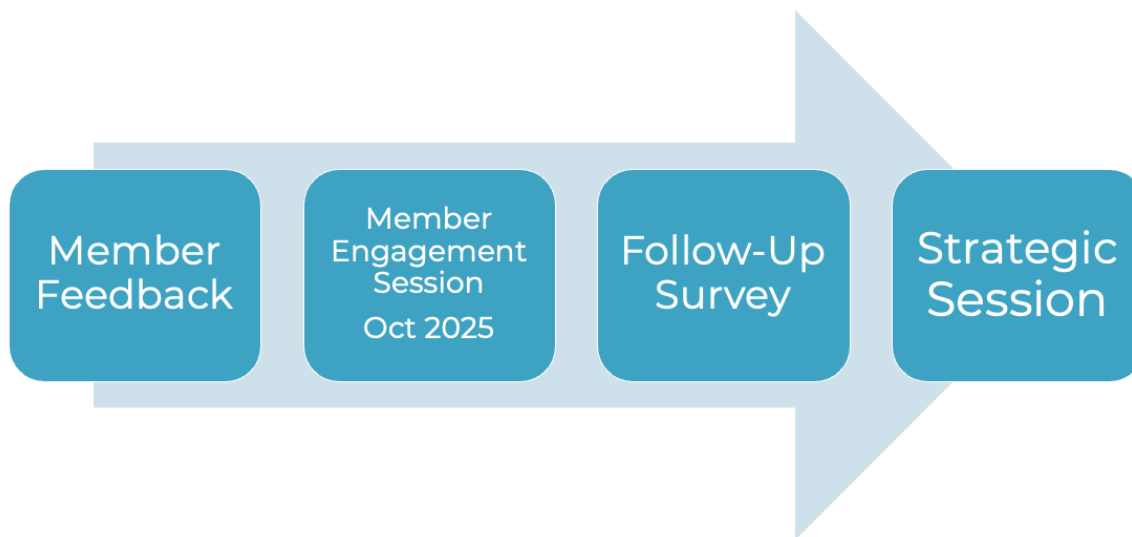 Member
Feedback
Member
Engagement
Session
Oct 2025
Follow-Up
Survey
Strategic
Session